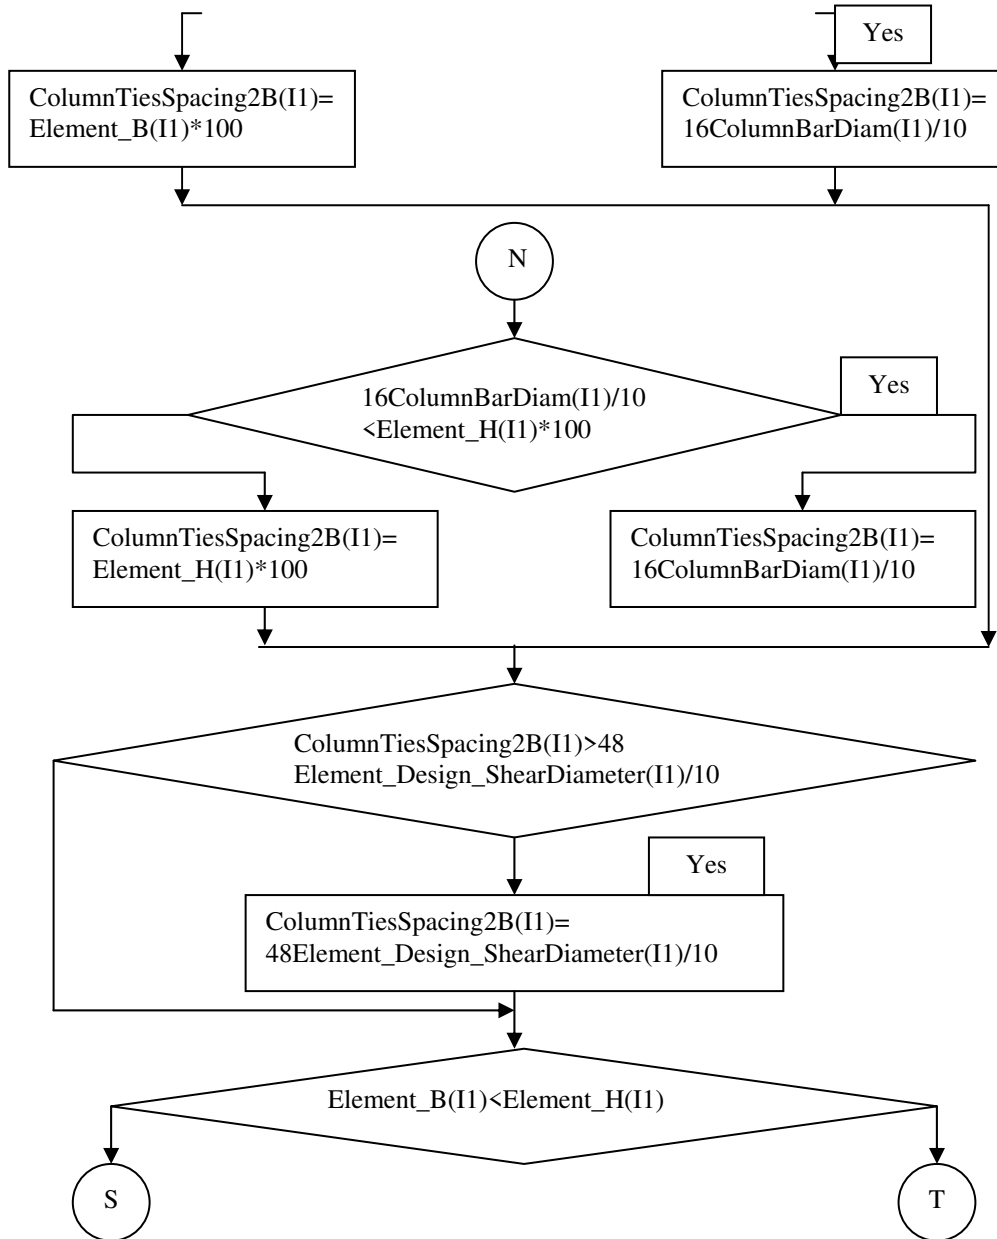 Yes
ColumnTiesSpacing2B(I1)=
Element_B(I1)*100
ColumnTiesSpacing2B(I1)=
16ColumnBarDiam(I1)/10
N
16ColumnBarDiam(I1)/10
<Element_H(I1)*100
Yes
ColumnTiesSpacing2B(I1)=
Element_H(I1)*100
ColumnTiesSpacing2B(I1)=
16ColumnBarDiam(I1)/10
ColumnTiesSpacing2B(I1)>48
Element_Design_ShearDiameter(I1)/10
Yes
ColumnTiesSpacing2B(I1)=
48Element_Design_ShearDiameter(I1)/10
Element_B(I1)<Element_H(I1)
S
T